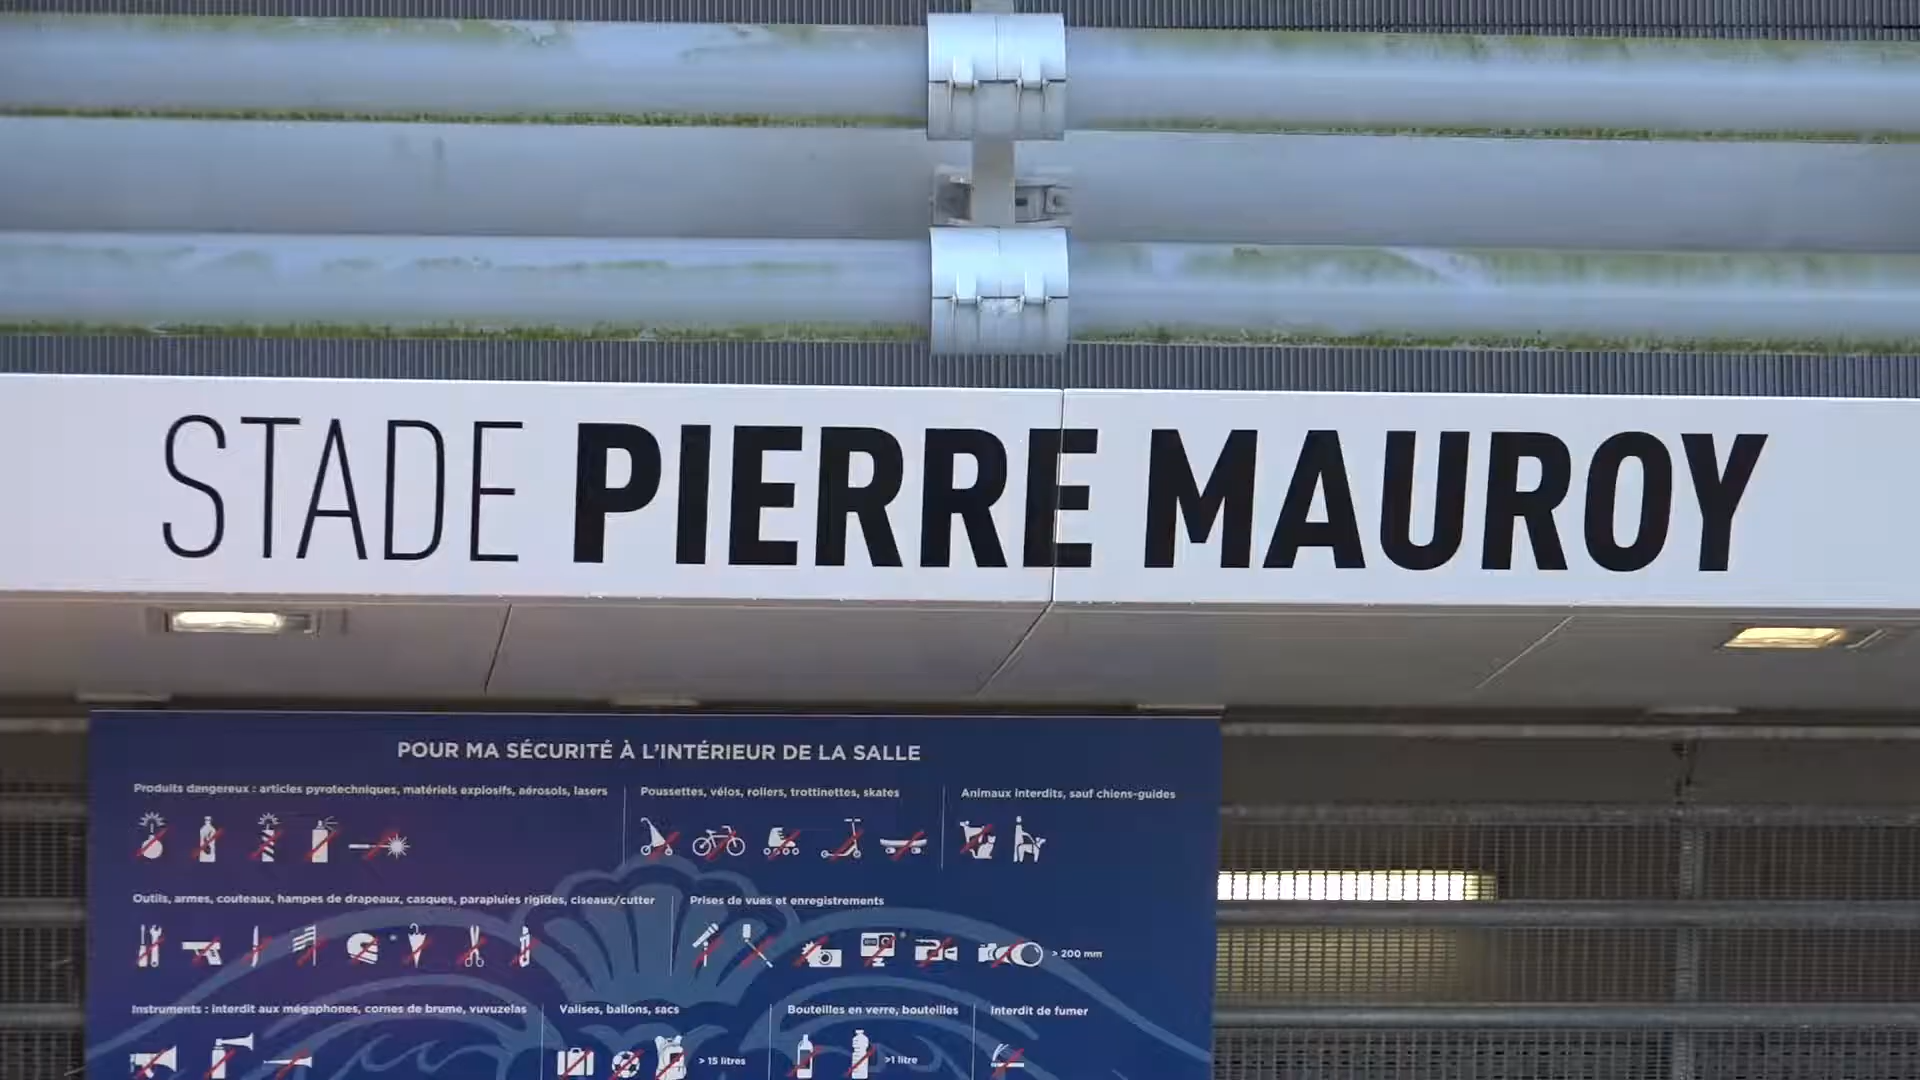 STADE PIERRE MAUROY
POUR MA SÉCURITÉ À L'INTÉRIEUR DE LA SALLE
Produits dangereux : articles pyrotechniques, matériels explosifs, aérosols, lasers
Poussettes, vélos, rollers, trottinettes, skates
Animaux interdits, sauf chiens-guides
Outils, armes, couteaux, hampes de drapeaux, casques, parapluies rigides, ciseaux/cutter
Prises de vues et enregistrements
> 200 mm
Instruments : interdit aux mégaphones, cornes de brume, vuvuzelas
Valises, ballons, sacs
Bouteilles en verre, bouteilles
Interdit de fumer
> 15 litres
>1 litre